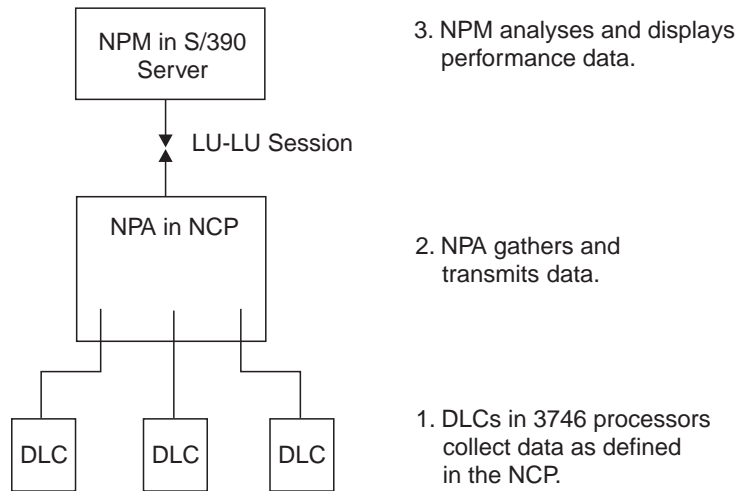 NPM in S/390
Server
3. NPM analyses and displays
performance data.
LU-LU Session
NPA in NCP
2. NPA gathers and
transmits data.
DLC
DLC
DLC
1. DLCs in 3746 processors
collect data as defined
in the NCP.